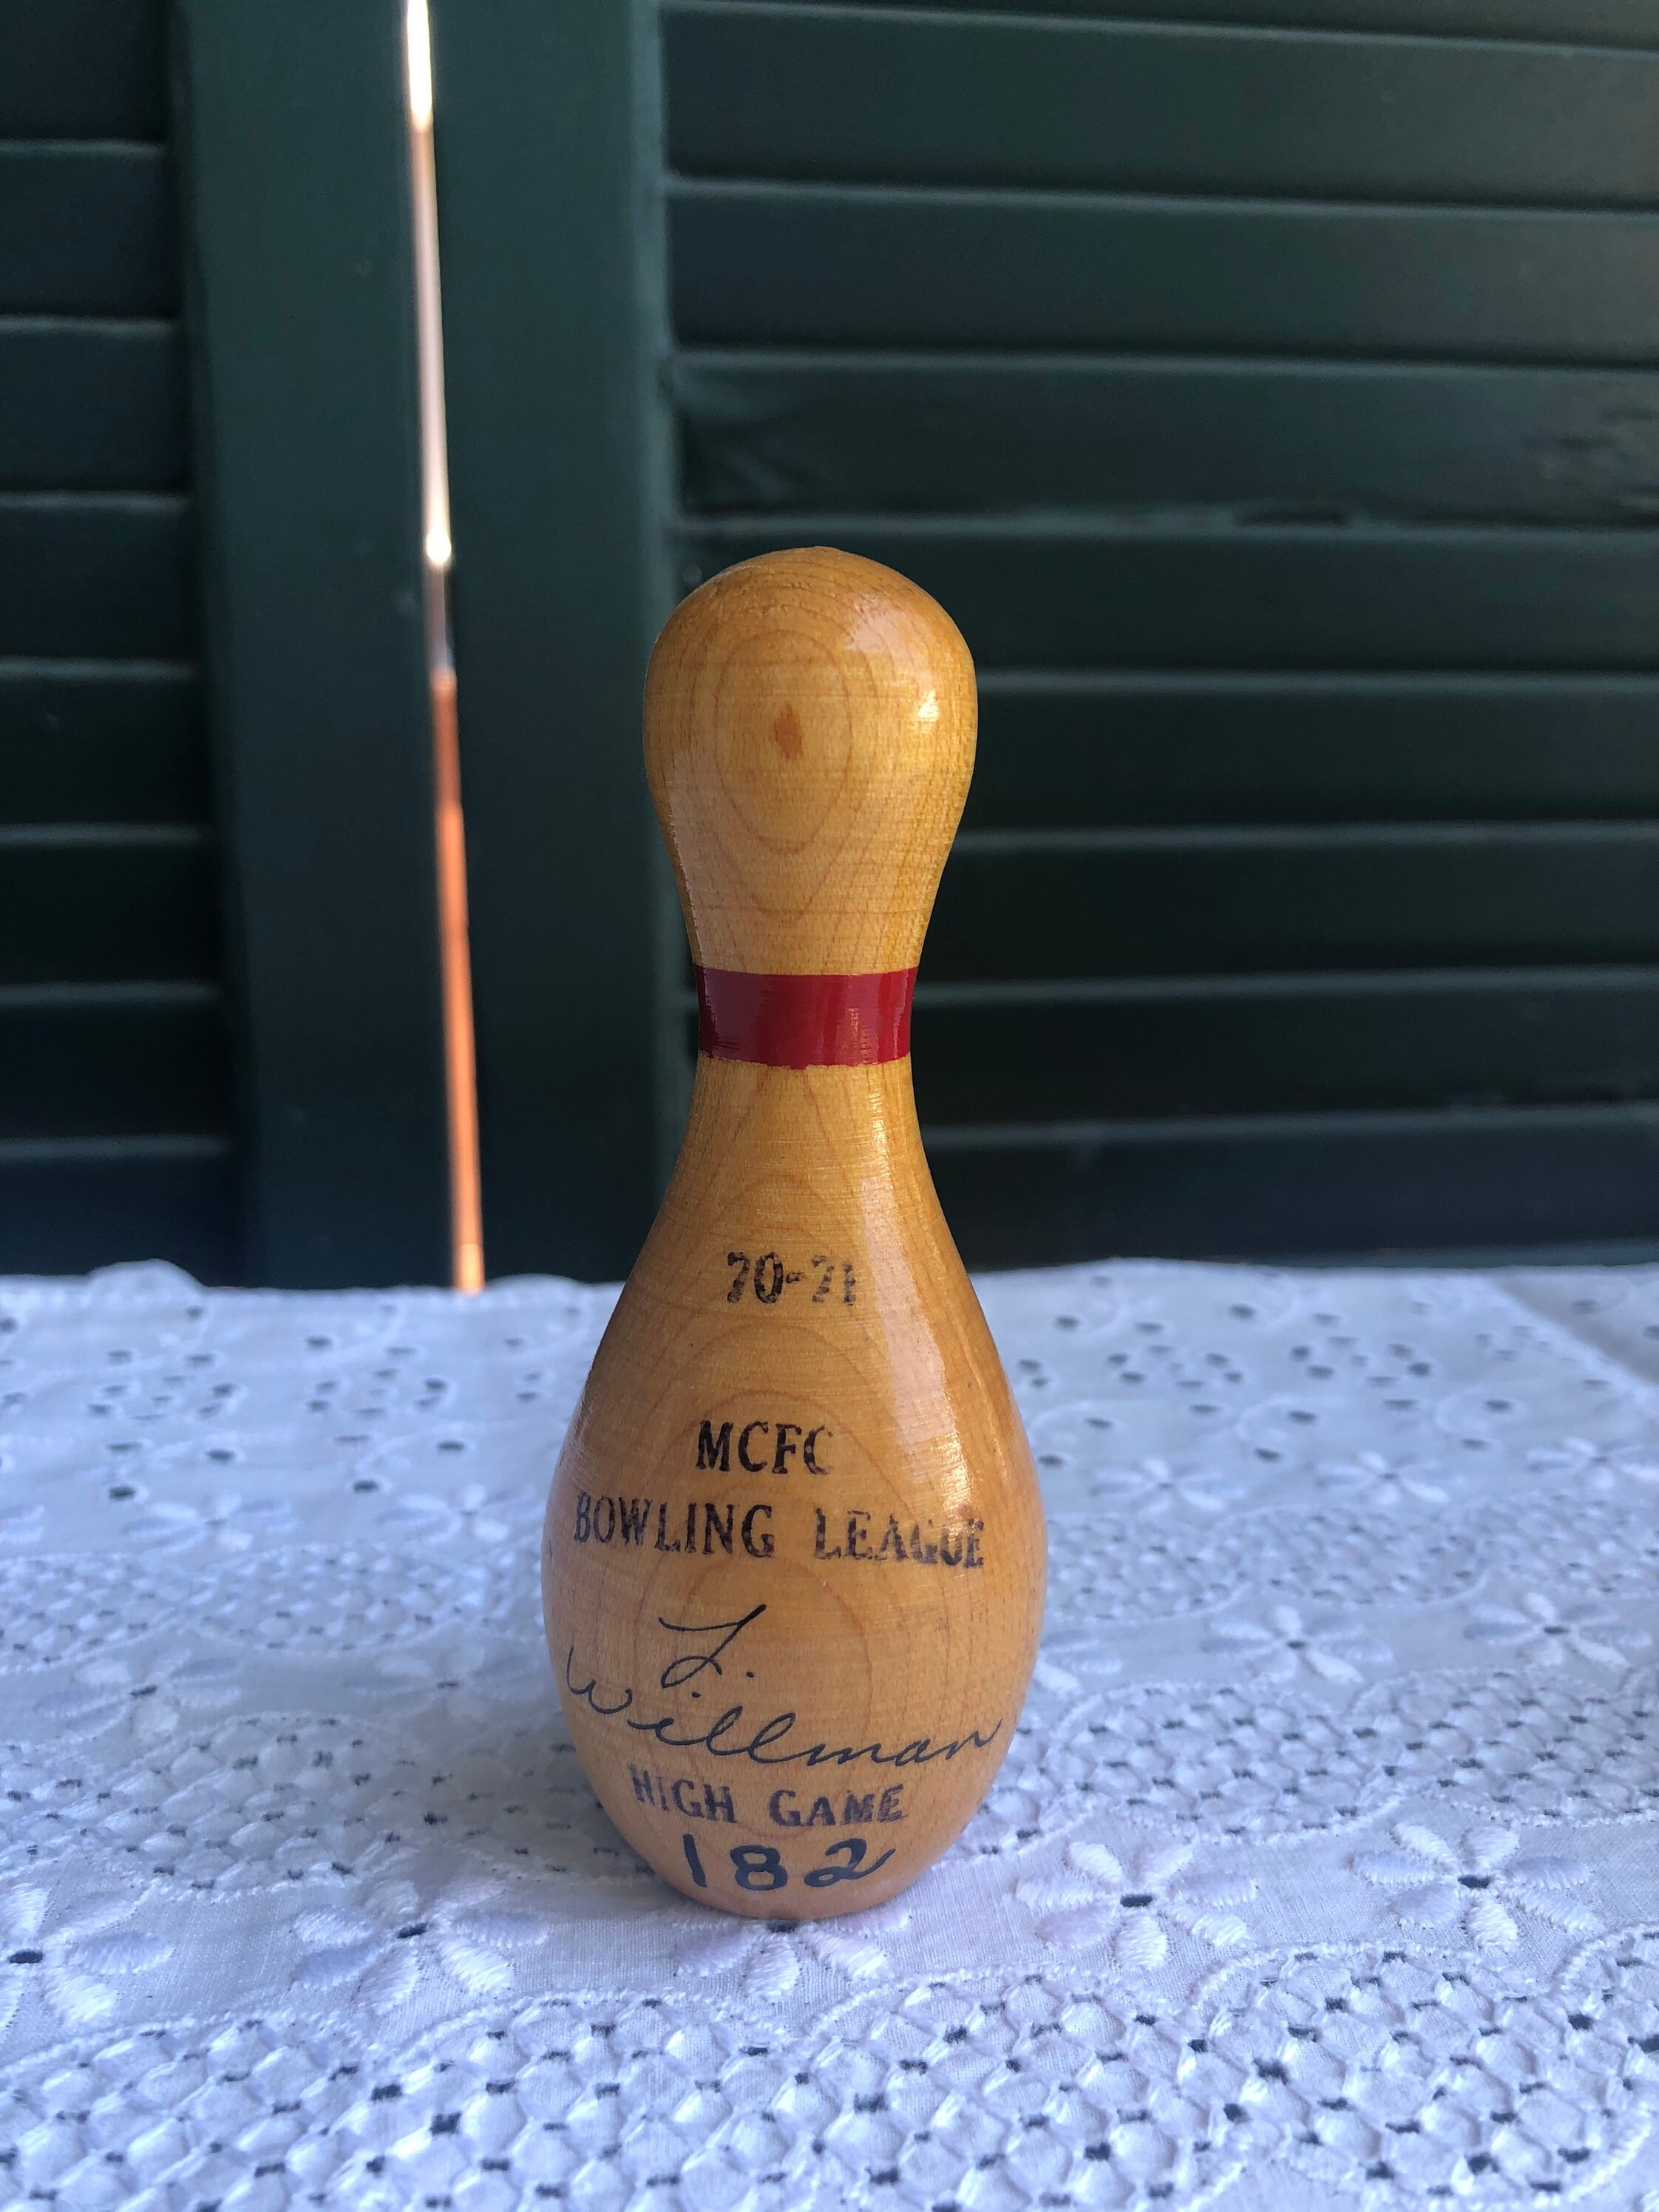 70-71
MCFC
BOWLING LEAGUE
L.
Willman
HIGH GAME
182